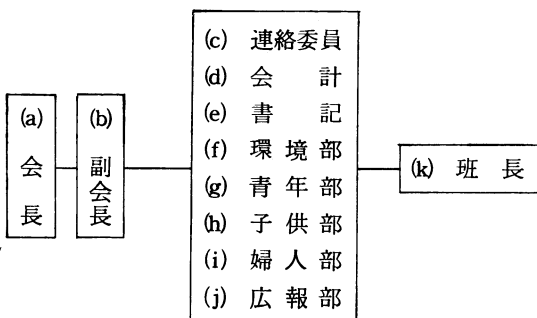 (a) 会長
(b) 副会長
(c) 連絡委員
(d) 会計
(e) 書記
(f) 環境部
(g) 青年部
(h) 子供部
(i) 婦人部
(j) 広報部
(k) 班長